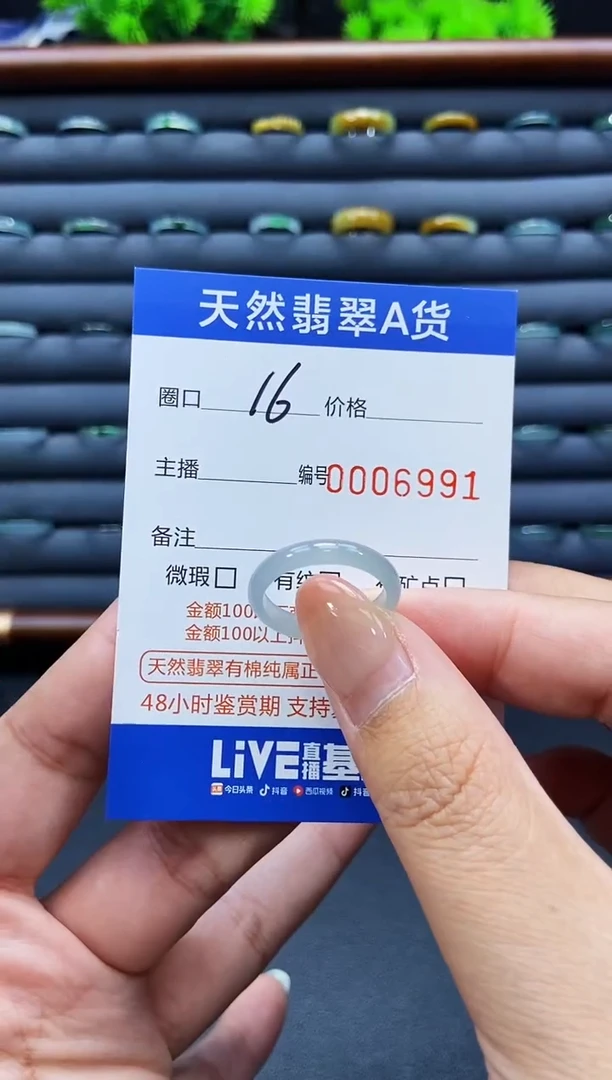 天然翡翠A货
圈口 16 价格
主播 编号0006991
备注
微瑕 有纹 矿点
金额100
金额100以上
天然翡翠有棉纯属正
48小时鉴赏期 支持
LiVE直播基
今日头条 抖音 西瓜视频 抖